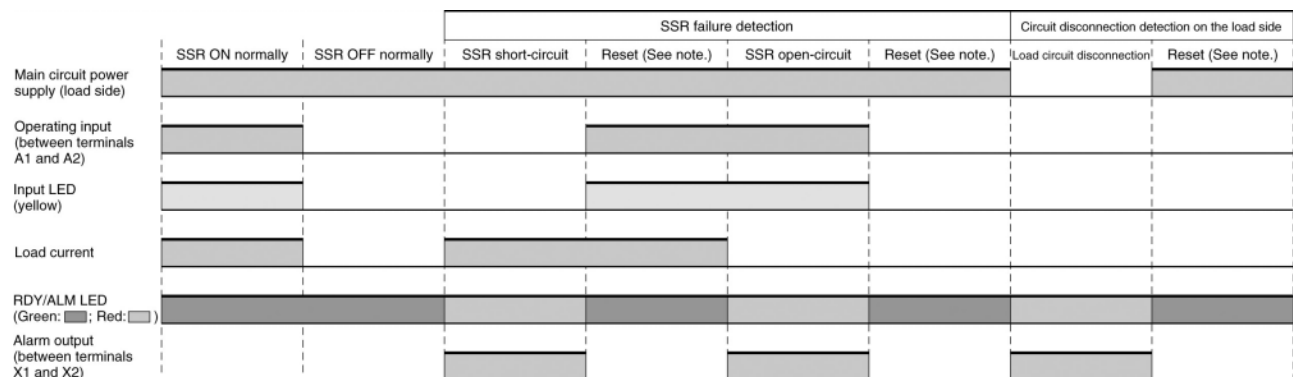 SSR failure detection
Circuit disconnection detection on the load side
SSR ON normally
SSR OFF normally
SSR short-circuit
Reset (See note.)
SSR open-circuit
Reset (See note.)
Load circuit disconnection
Reset (See note.)
Main circuit power
supply (load side)
Operating input
(between terminals
A1 and A2)
Input LED
(yellow)
Load current
RDY/ALM LED
(Green: ; Red: )
Alarm output
(between terminals
X1 and X2)